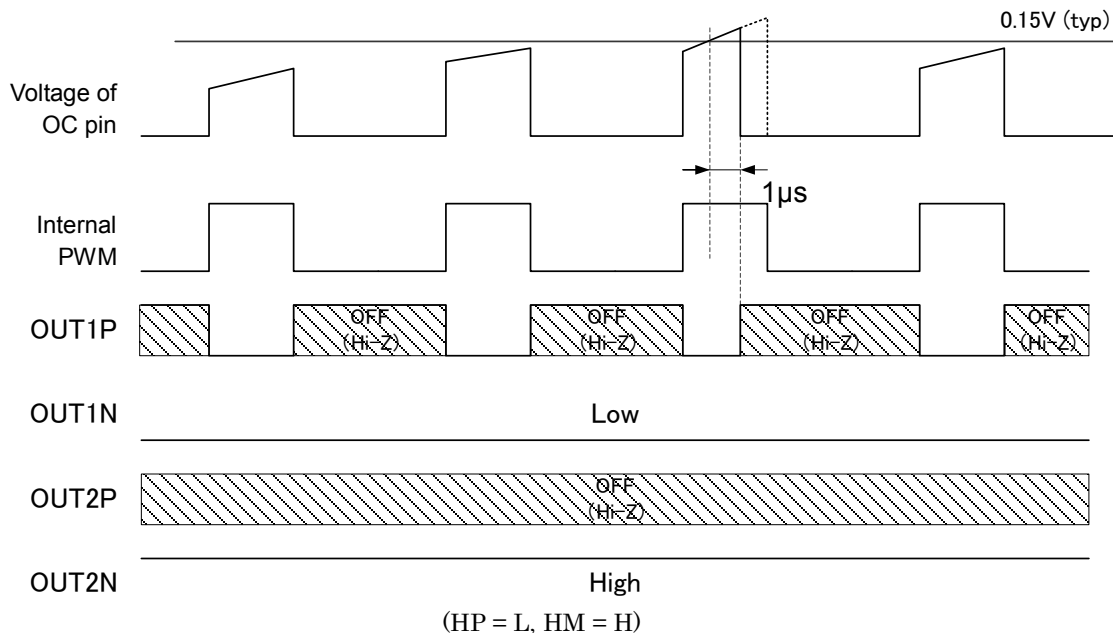 0.15V (typ)
Voltage of
OC pin
1μs
Internal
PWM
OUT1P
OFF
(Hi-Z)
OFF
(Hi-Z)
OFF
(Hi-Z)
OFF
(Hi-Z)
OUT1N
Low
OUT2P
OFF
(Hi-Z)
OUT2N
High
(HP = L, HM = H)